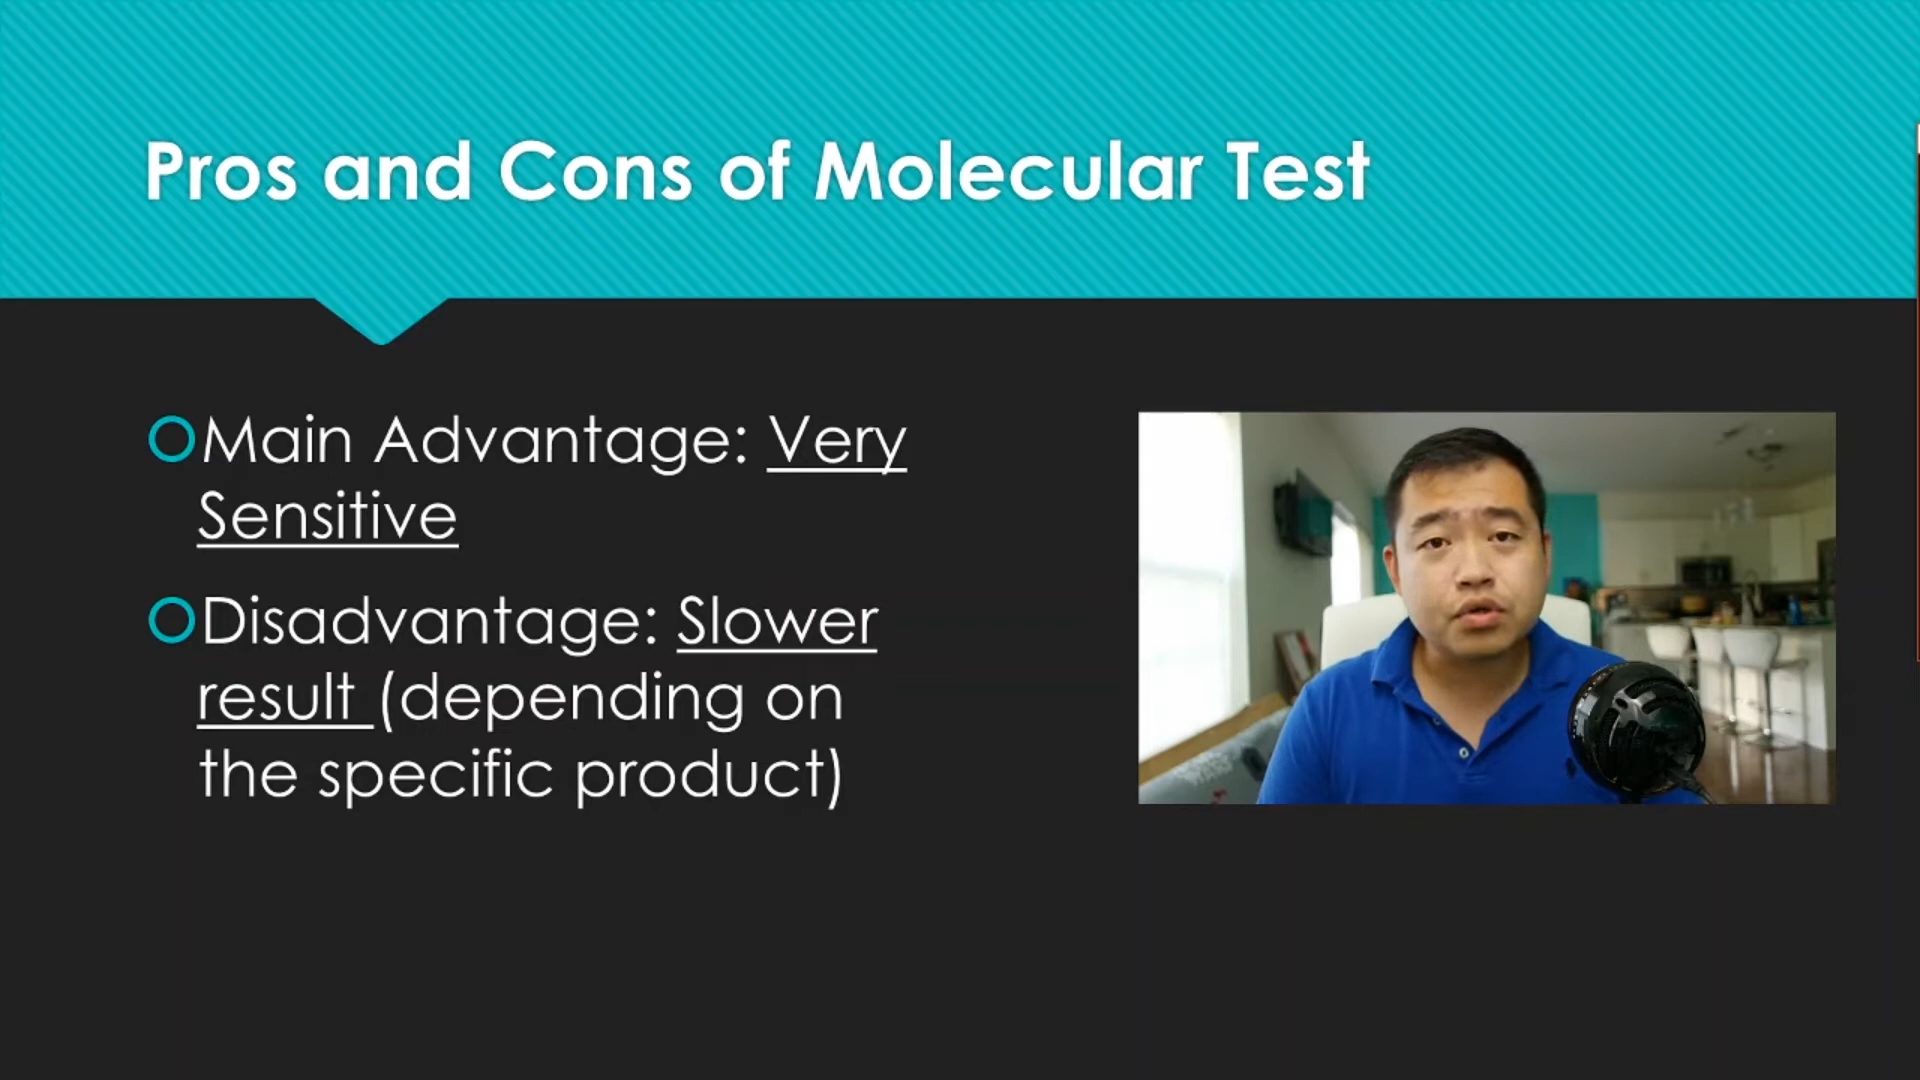 Pros and Cons of Molecular Test
Main Advantage: Very
Sensitive
Disadvantage: Slower
result (depending on
the specific product)